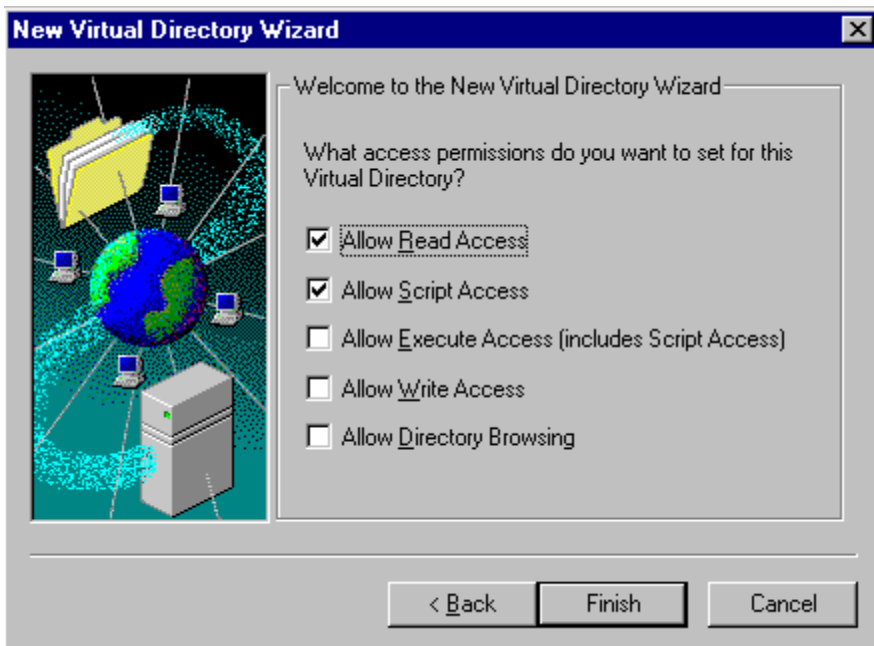 New Virtual Directory Wizard
Welcome to the New Virtual Directory Wizard
What access permissions do you want to set for this
Virtual Directory?
Allow Read Access
Allow Script Access
Allow Execute Access (includes Script Access)
Allow Write Access
Allow Directory Browsing
< Back
Finish
Cancel